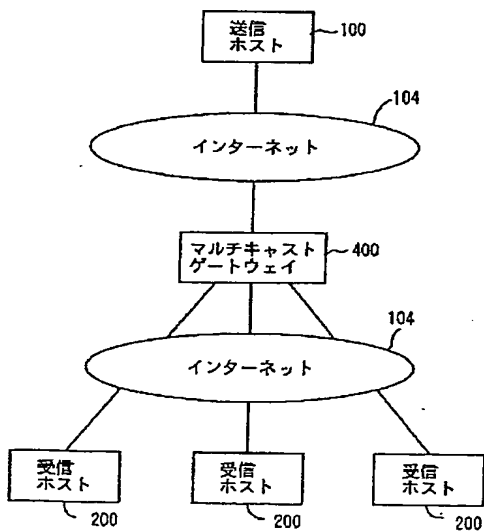 送信
ホスト
100
104
インターネット
マルチキャスト
ゲートウェイ
400
104
インターネット
受信
ホスト
200
受信
ホスト
200
受信
ホスト
200